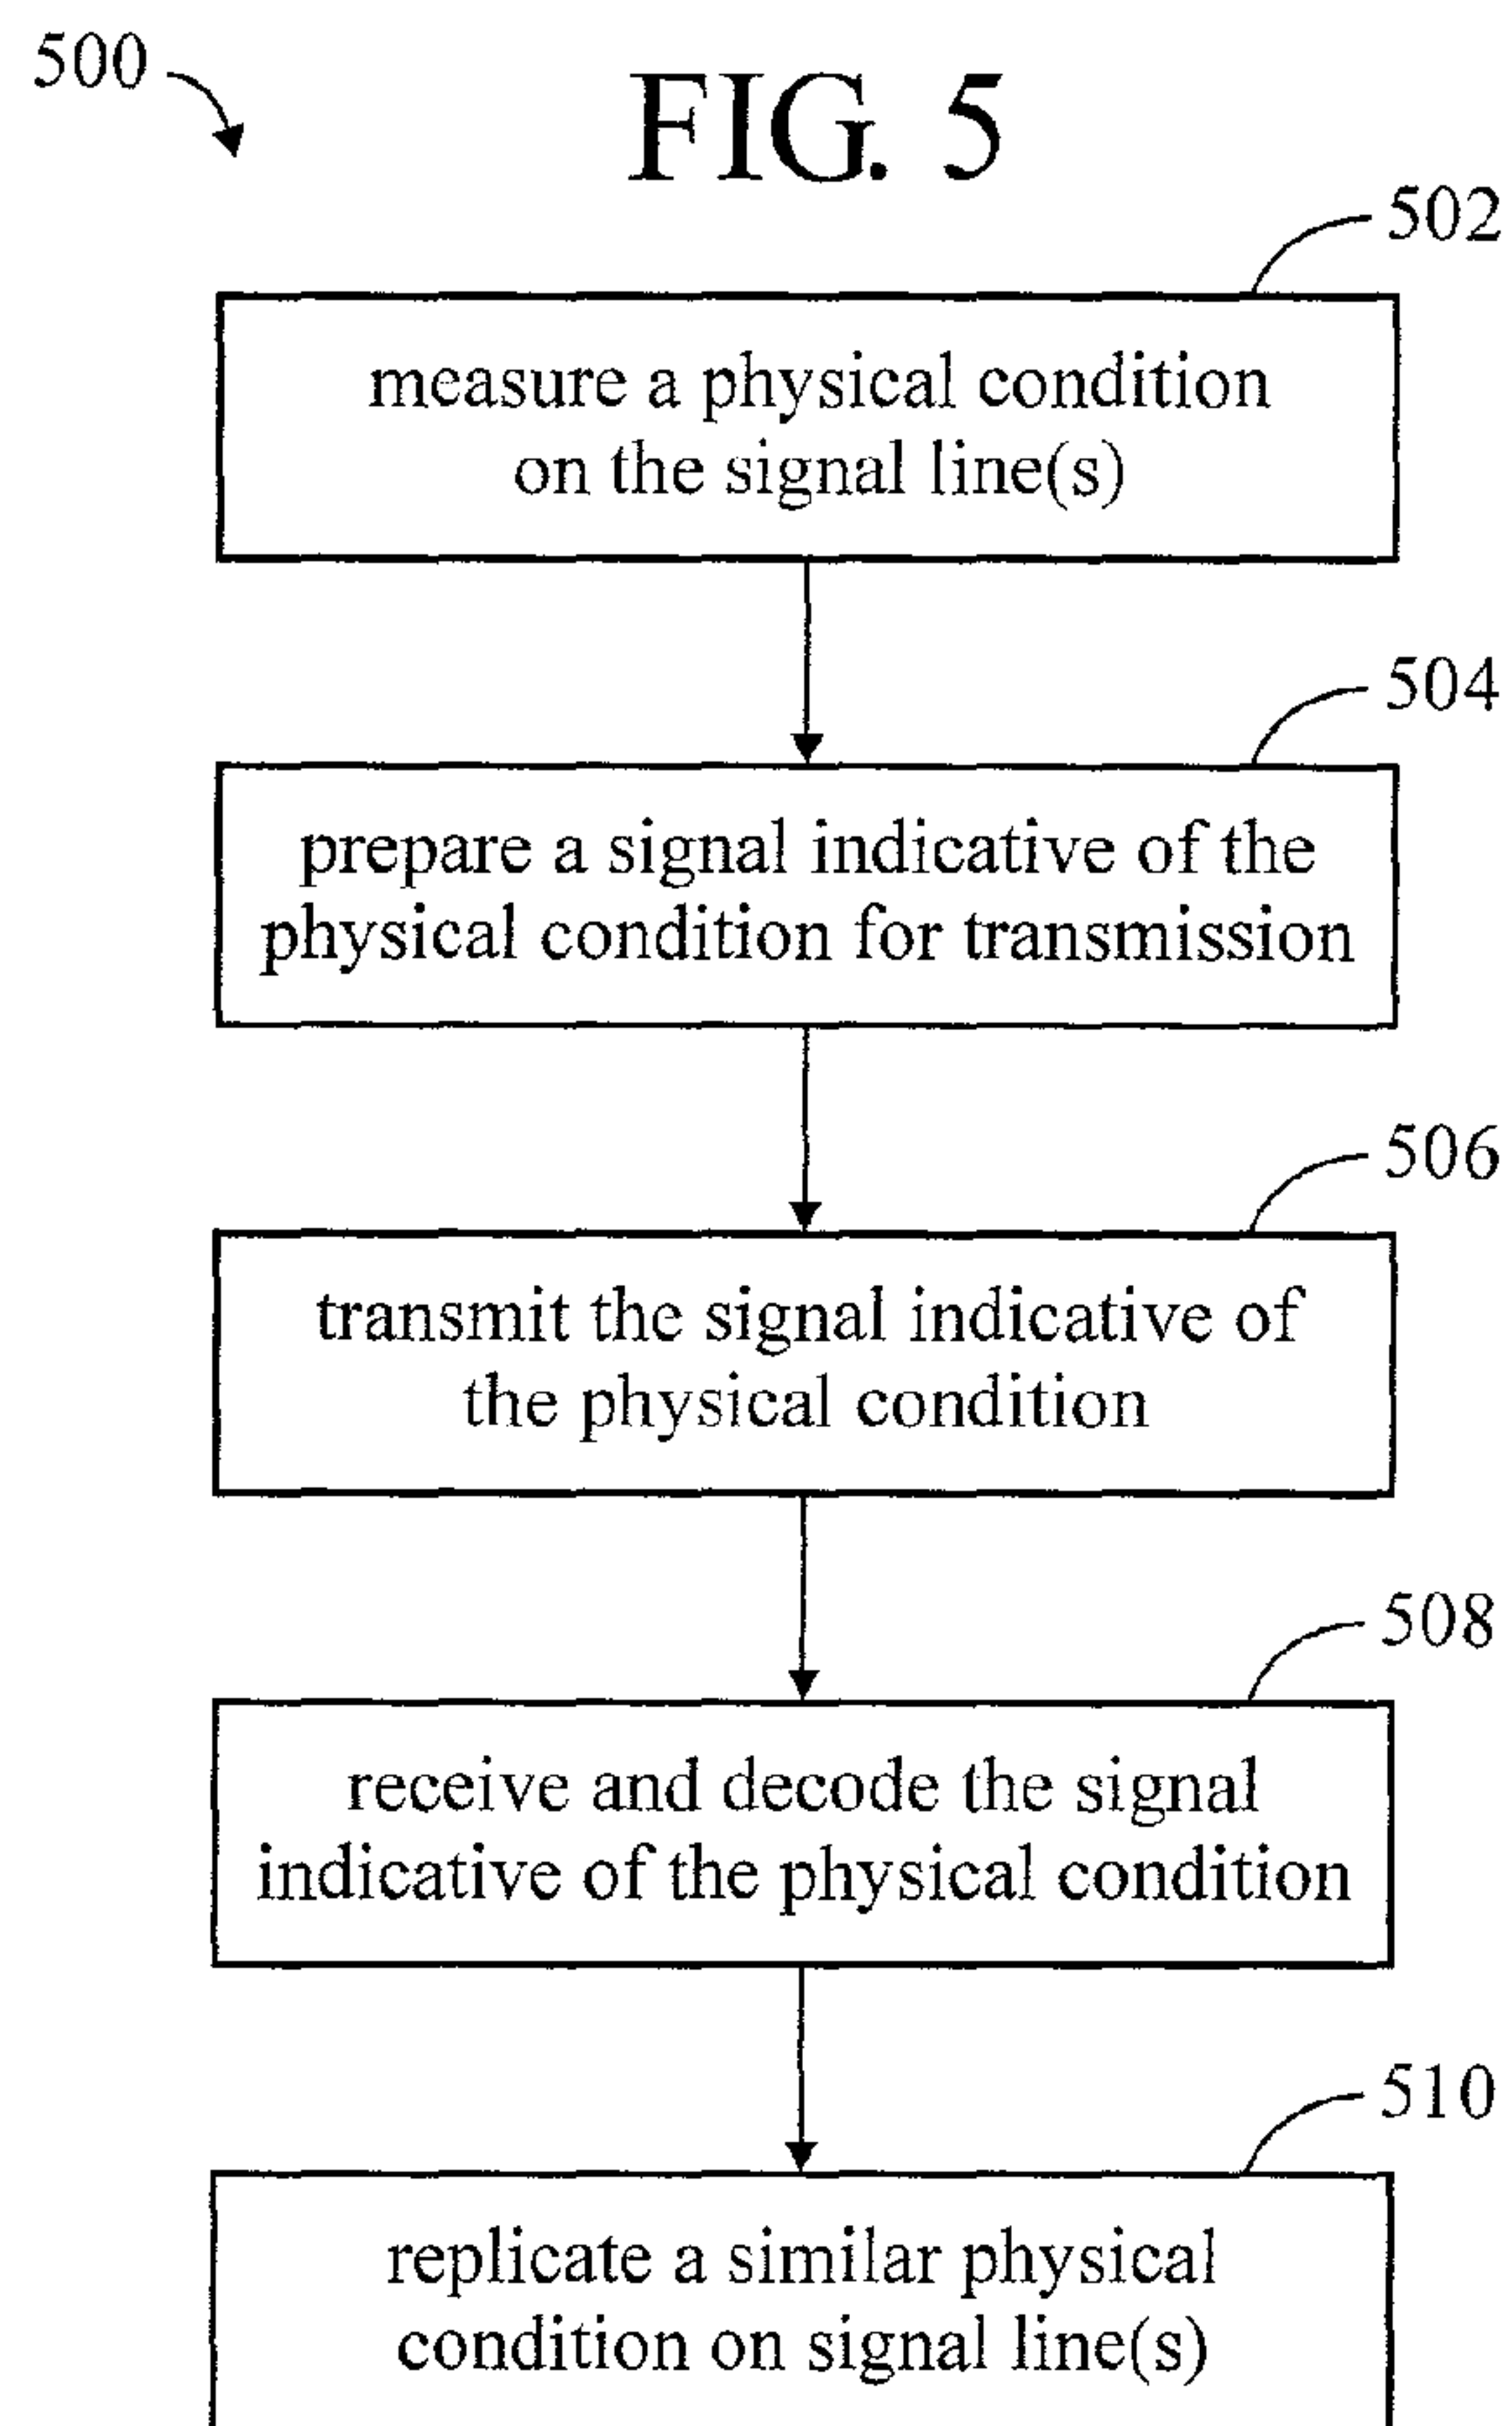 500
FIG. 5
502
measure a physical condition
on the signal line(s)
504
prepare a signal indicative of the
physical condition for transmission
506
transmit the signal indicative of
the physical condition
508
receive and decode the signal
indicative of the physical condition
510
replicate a similar physical
condition on signal line(s)